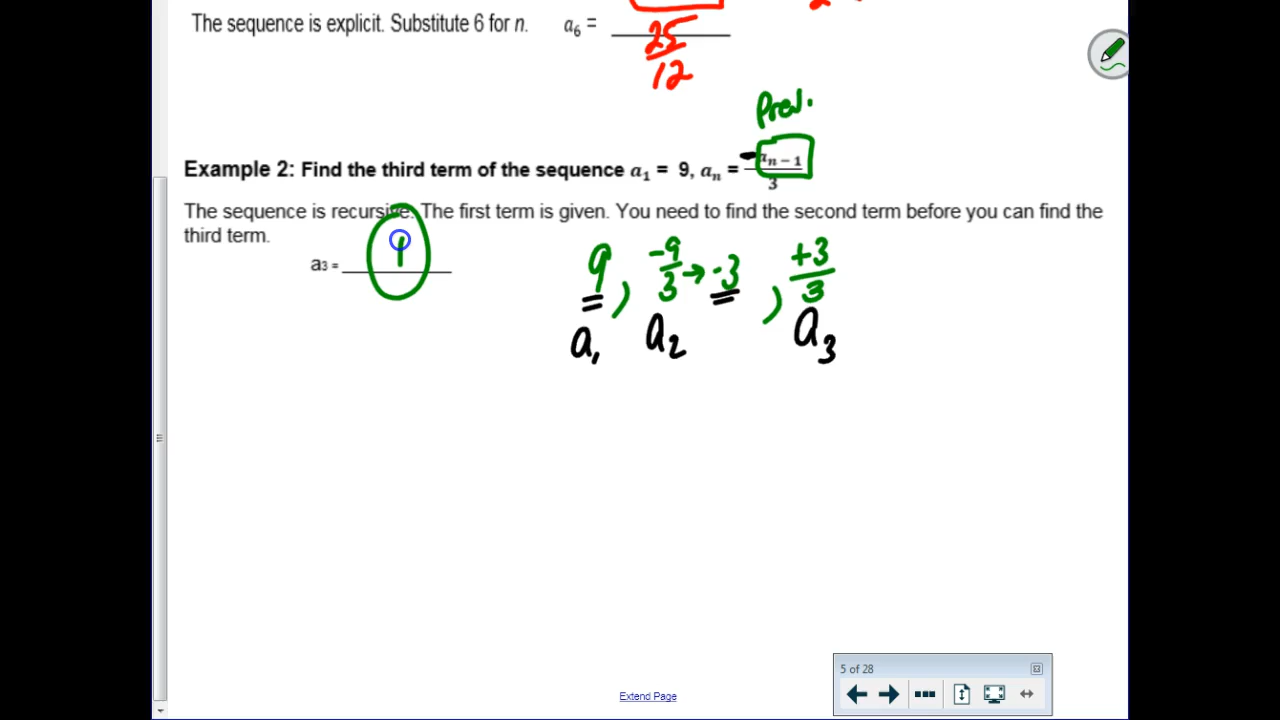 The sequence is explicit. Substitute 6 for n. a6 =
25
12
Prev.
Example 2: Find the third term of the sequence a1 = 9, an = -an-1/3
The sequence is recursive. The first term is given. You need to find the second term before you can find the
third term.
a3 = 1
9, -9/3 → -3, +3/3
a1 a2 a3
5 of 28
Extend Page